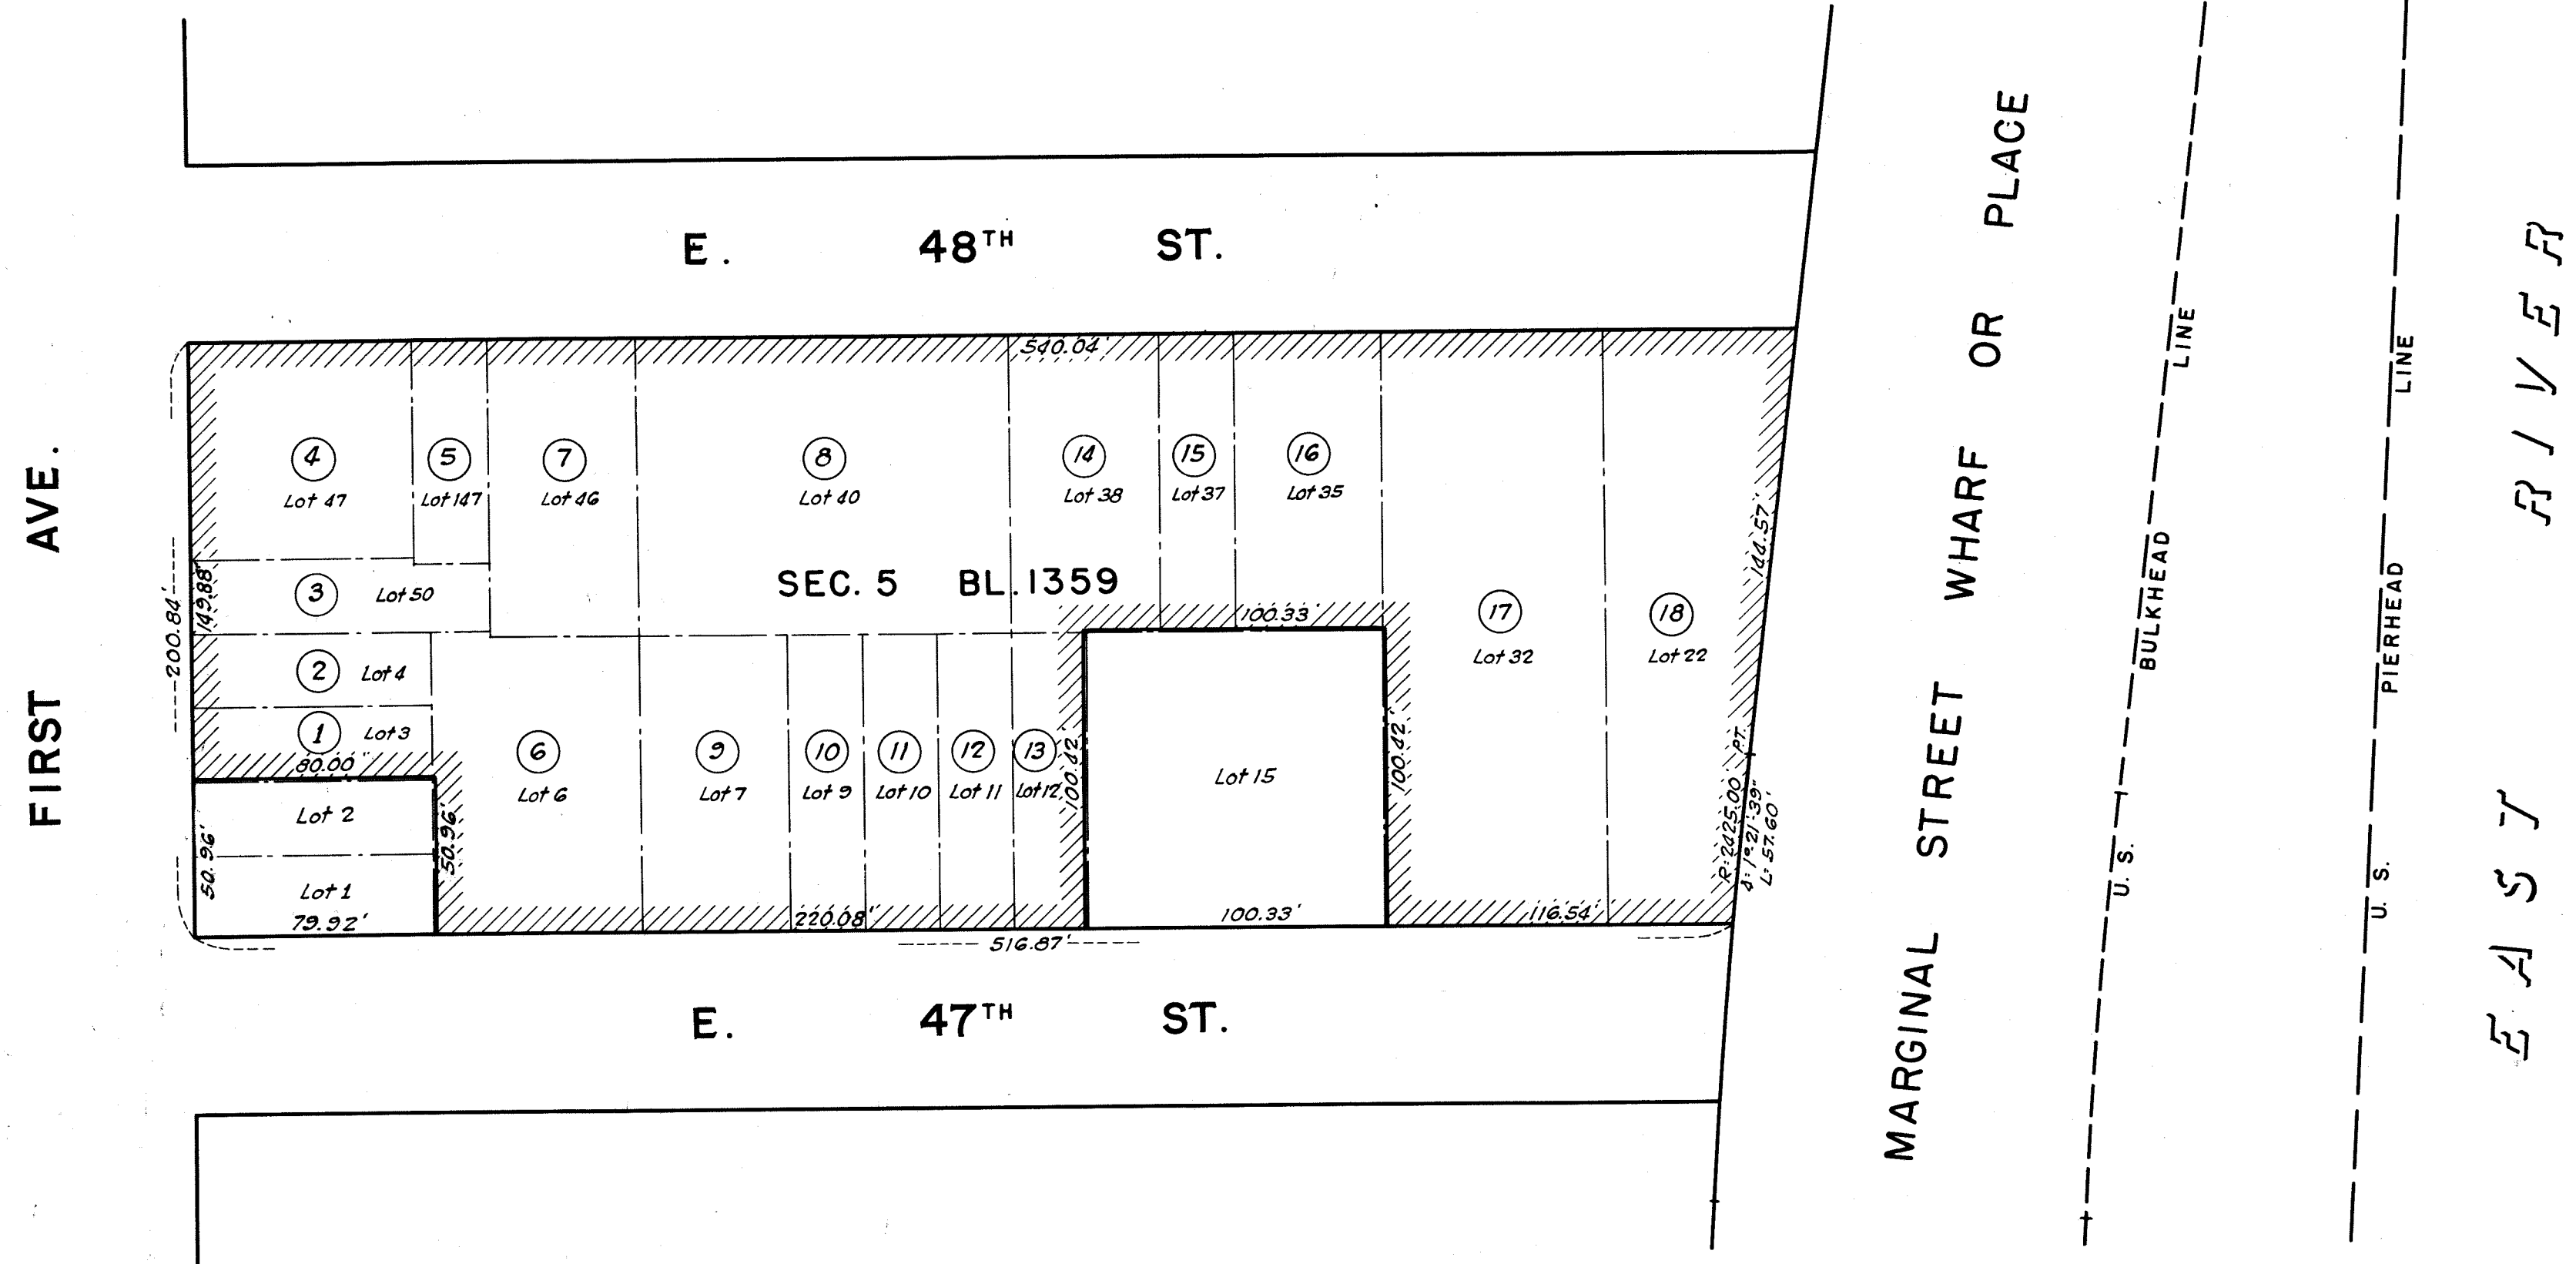 E. 48TH ST.
FIRST AVE.
540.04'
4
Lot 47
5
Lot 147
7
Lot 46
8
Lot 40
14
Lot 38
15
Lot 37
16
Lot 35
3
Lot 50
2
Lot 4
1
Lot 3
80.00'
149.88'
200.84'
SEC. 5 BL. 1359
100.33'
17
Lot 32
18
Lot 22
144.57'
6
Lot 6
9
Lot 7
10
Lot 9
11
Lot 10
12
Lot 11
13
Lot 12
100.42'
Lot 15
100.42'
Lot 2
Lot 1
50.96'
50.96'
79.92'
220.08'
100.33'
116.54'
516.87'
R=2425.00' PT.
Δ=1°-21'-39"
L=57.60'
E. 47TH ST.
MARGINAL STREET WHARF OR PLACE
U. S. BULKHEAD LINE
U. S. PIERHEAD LINE
EAST RIVER